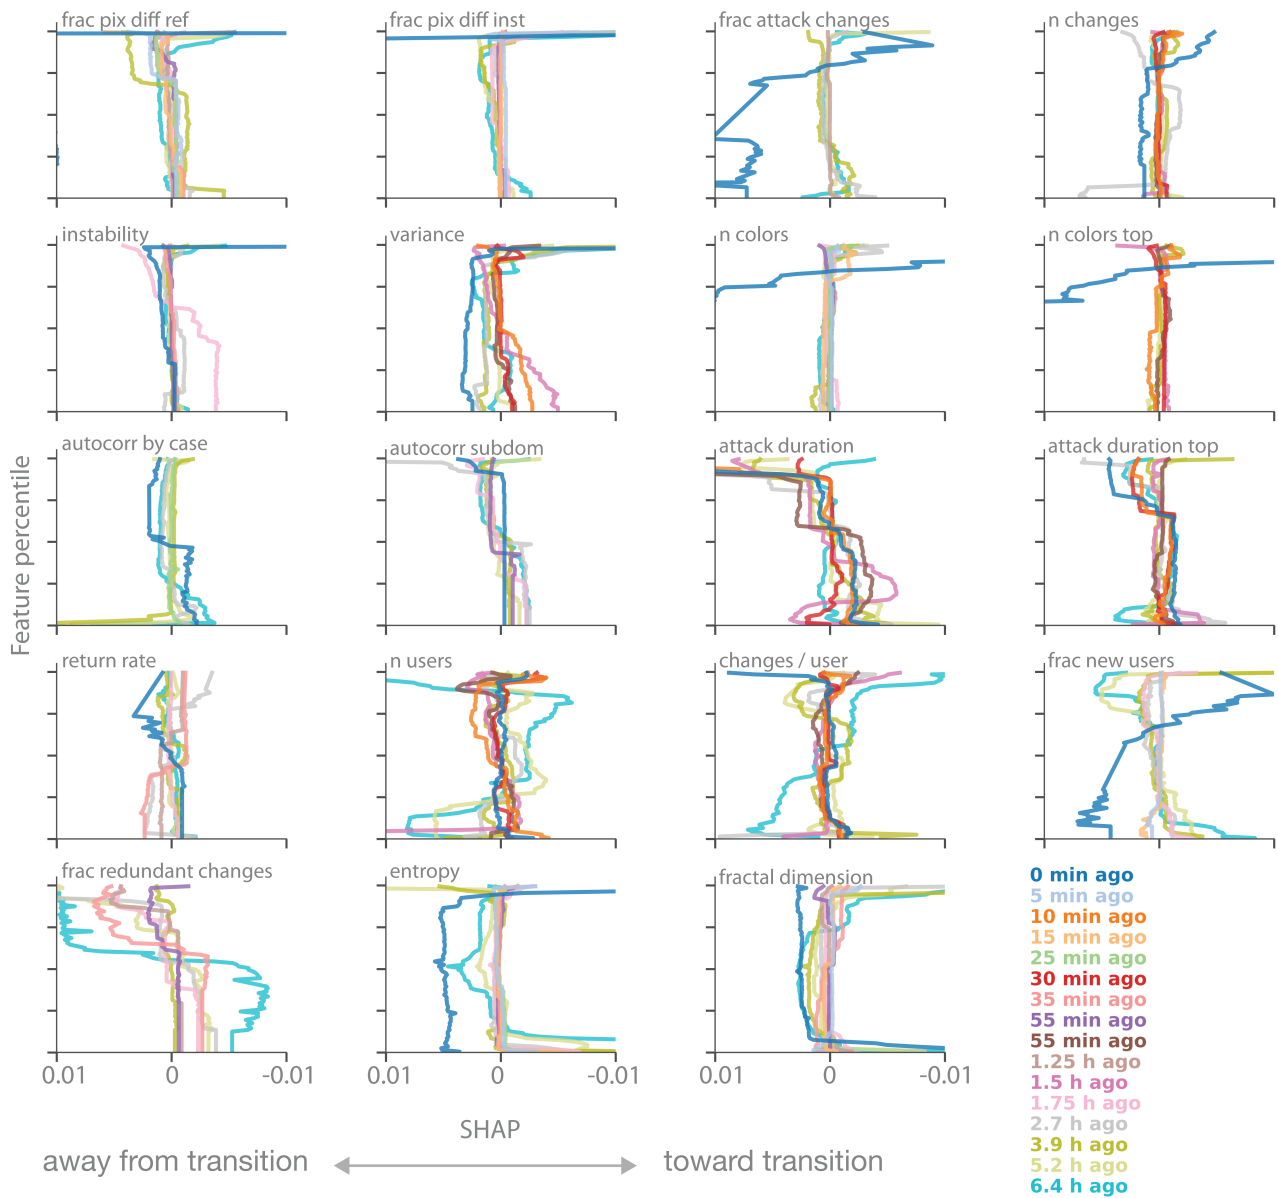 frac pix diff ref
frac pix diff inst
frac attack changes
n changes
instability
variance
n colors
n colors top
autocorr by case
autocorr subdom
attack duration
attack duration top
return rate
n users
changes / user
frac new users
frac redundant changes
entropy
fractal dimension
Feature percentile
0.01 0 -0.01
0.01 0 -0.01
0.01 0 -0.01
SHAP
away from transition
toward transition
0 min ago
5 min ago
10 min ago
15 min ago
25 min ago
30 min ago
35 min ago
55 min ago
55 min ago
1.25 h ago
1.5 h ago
1.75 h ago
2.7 h ago
3.9 h ago
5.2 h ago
6.4 h ago